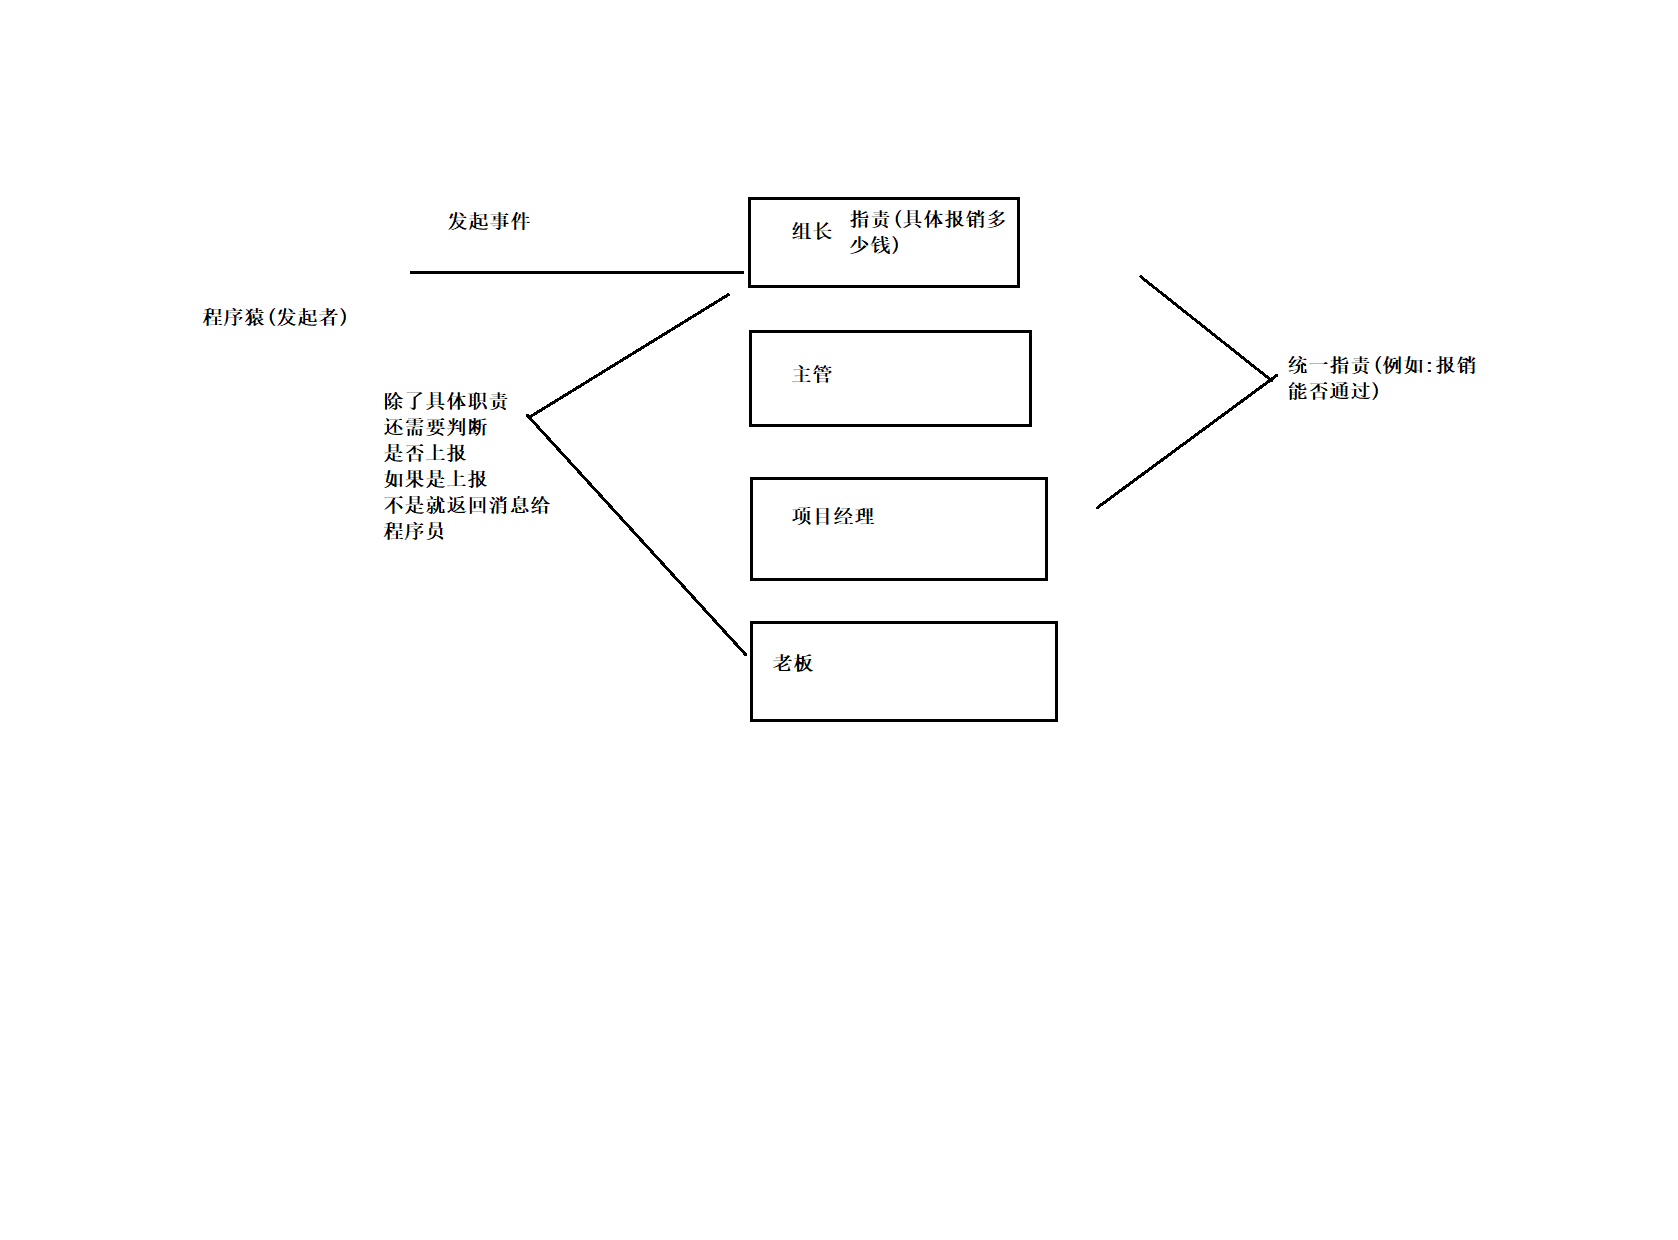 发起事件
组长
指责(具体报销多
少钱)
程序猿(发起者)
主管
统一指责(例如:报销
能否通过)
除了具体职责
还需要判断
是否上报
如果是上报
不是就返回消息给
程序员
项目经理
老板